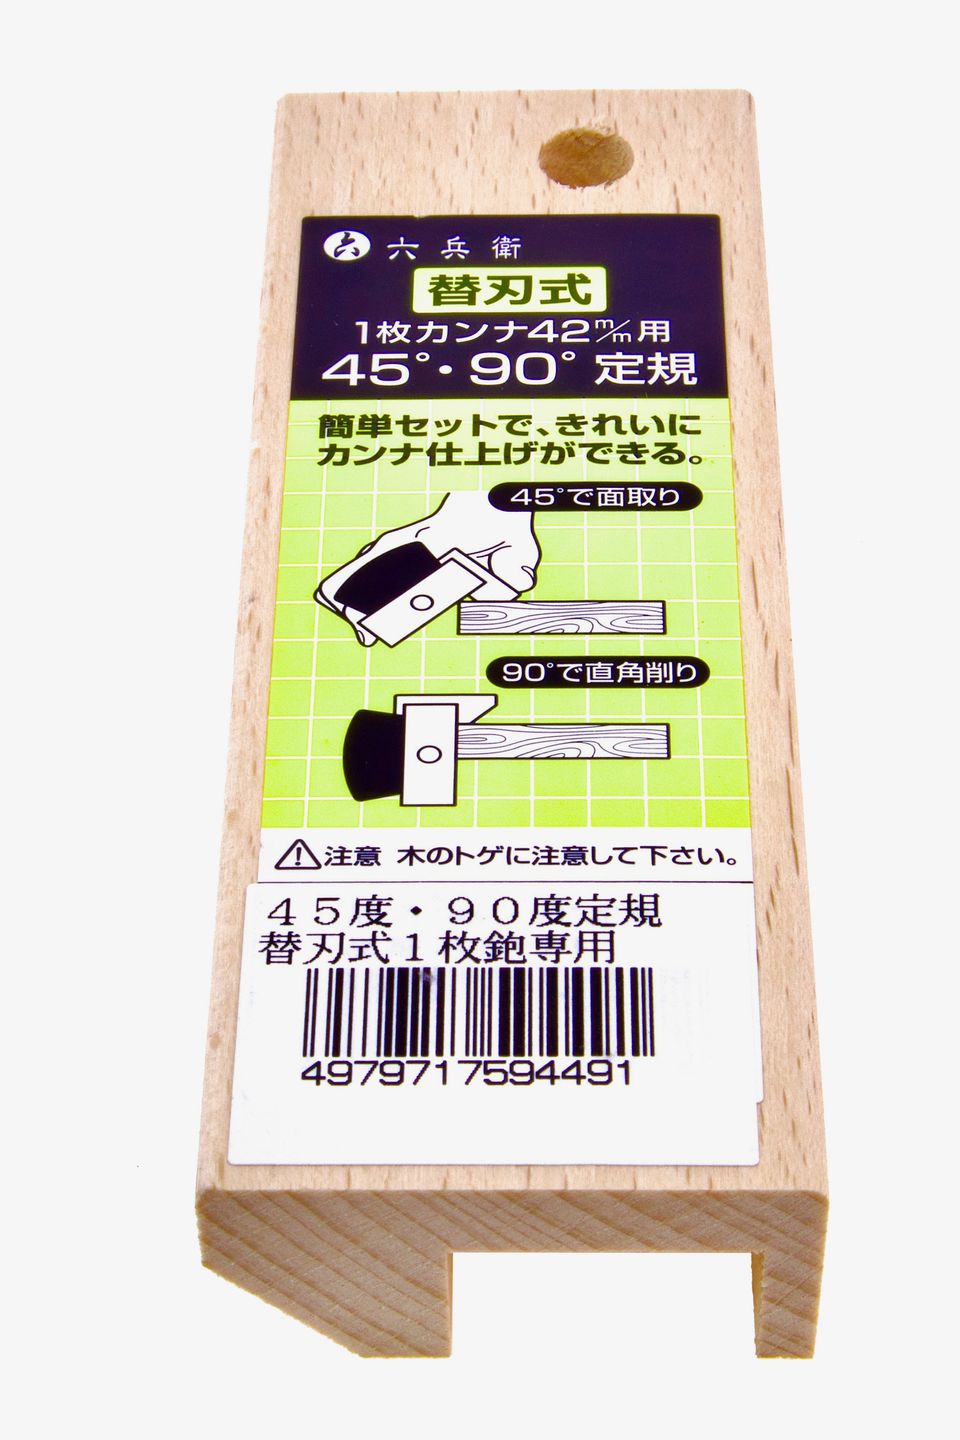 六 六兵衛
替刃式
1枚カンナ42m/m用
45°・90°定規
簡単セットで、きれいに
カンナ仕上げができる。
45°で面取り
90°で直角削り
注意 木のトゲに注意して下さい。
４５度・９０度定規
替刃式１枚鉋専用
4979717594491